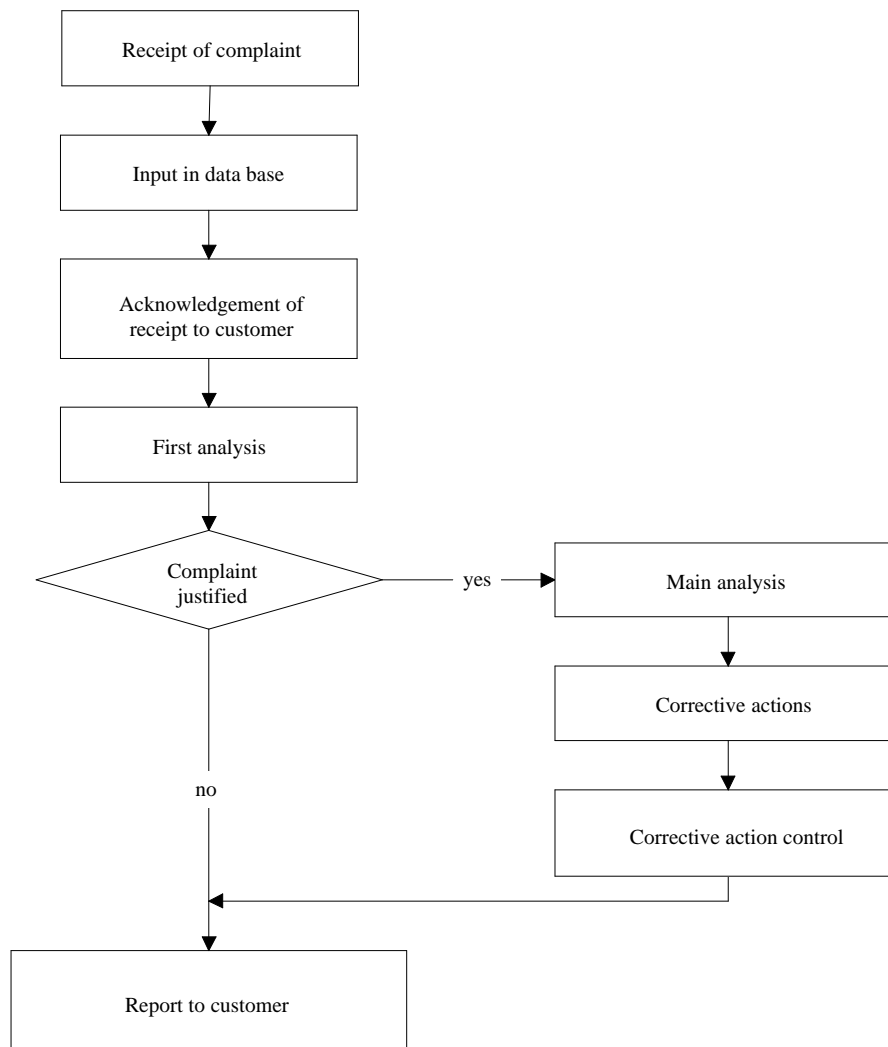 Receipt of complaint
Input in data base
Acknowledgement of
receipt to customer
First analysis
Complaint
justified
yes
Main analysis
Corrective actions
no
Corrective action control
Report to customer